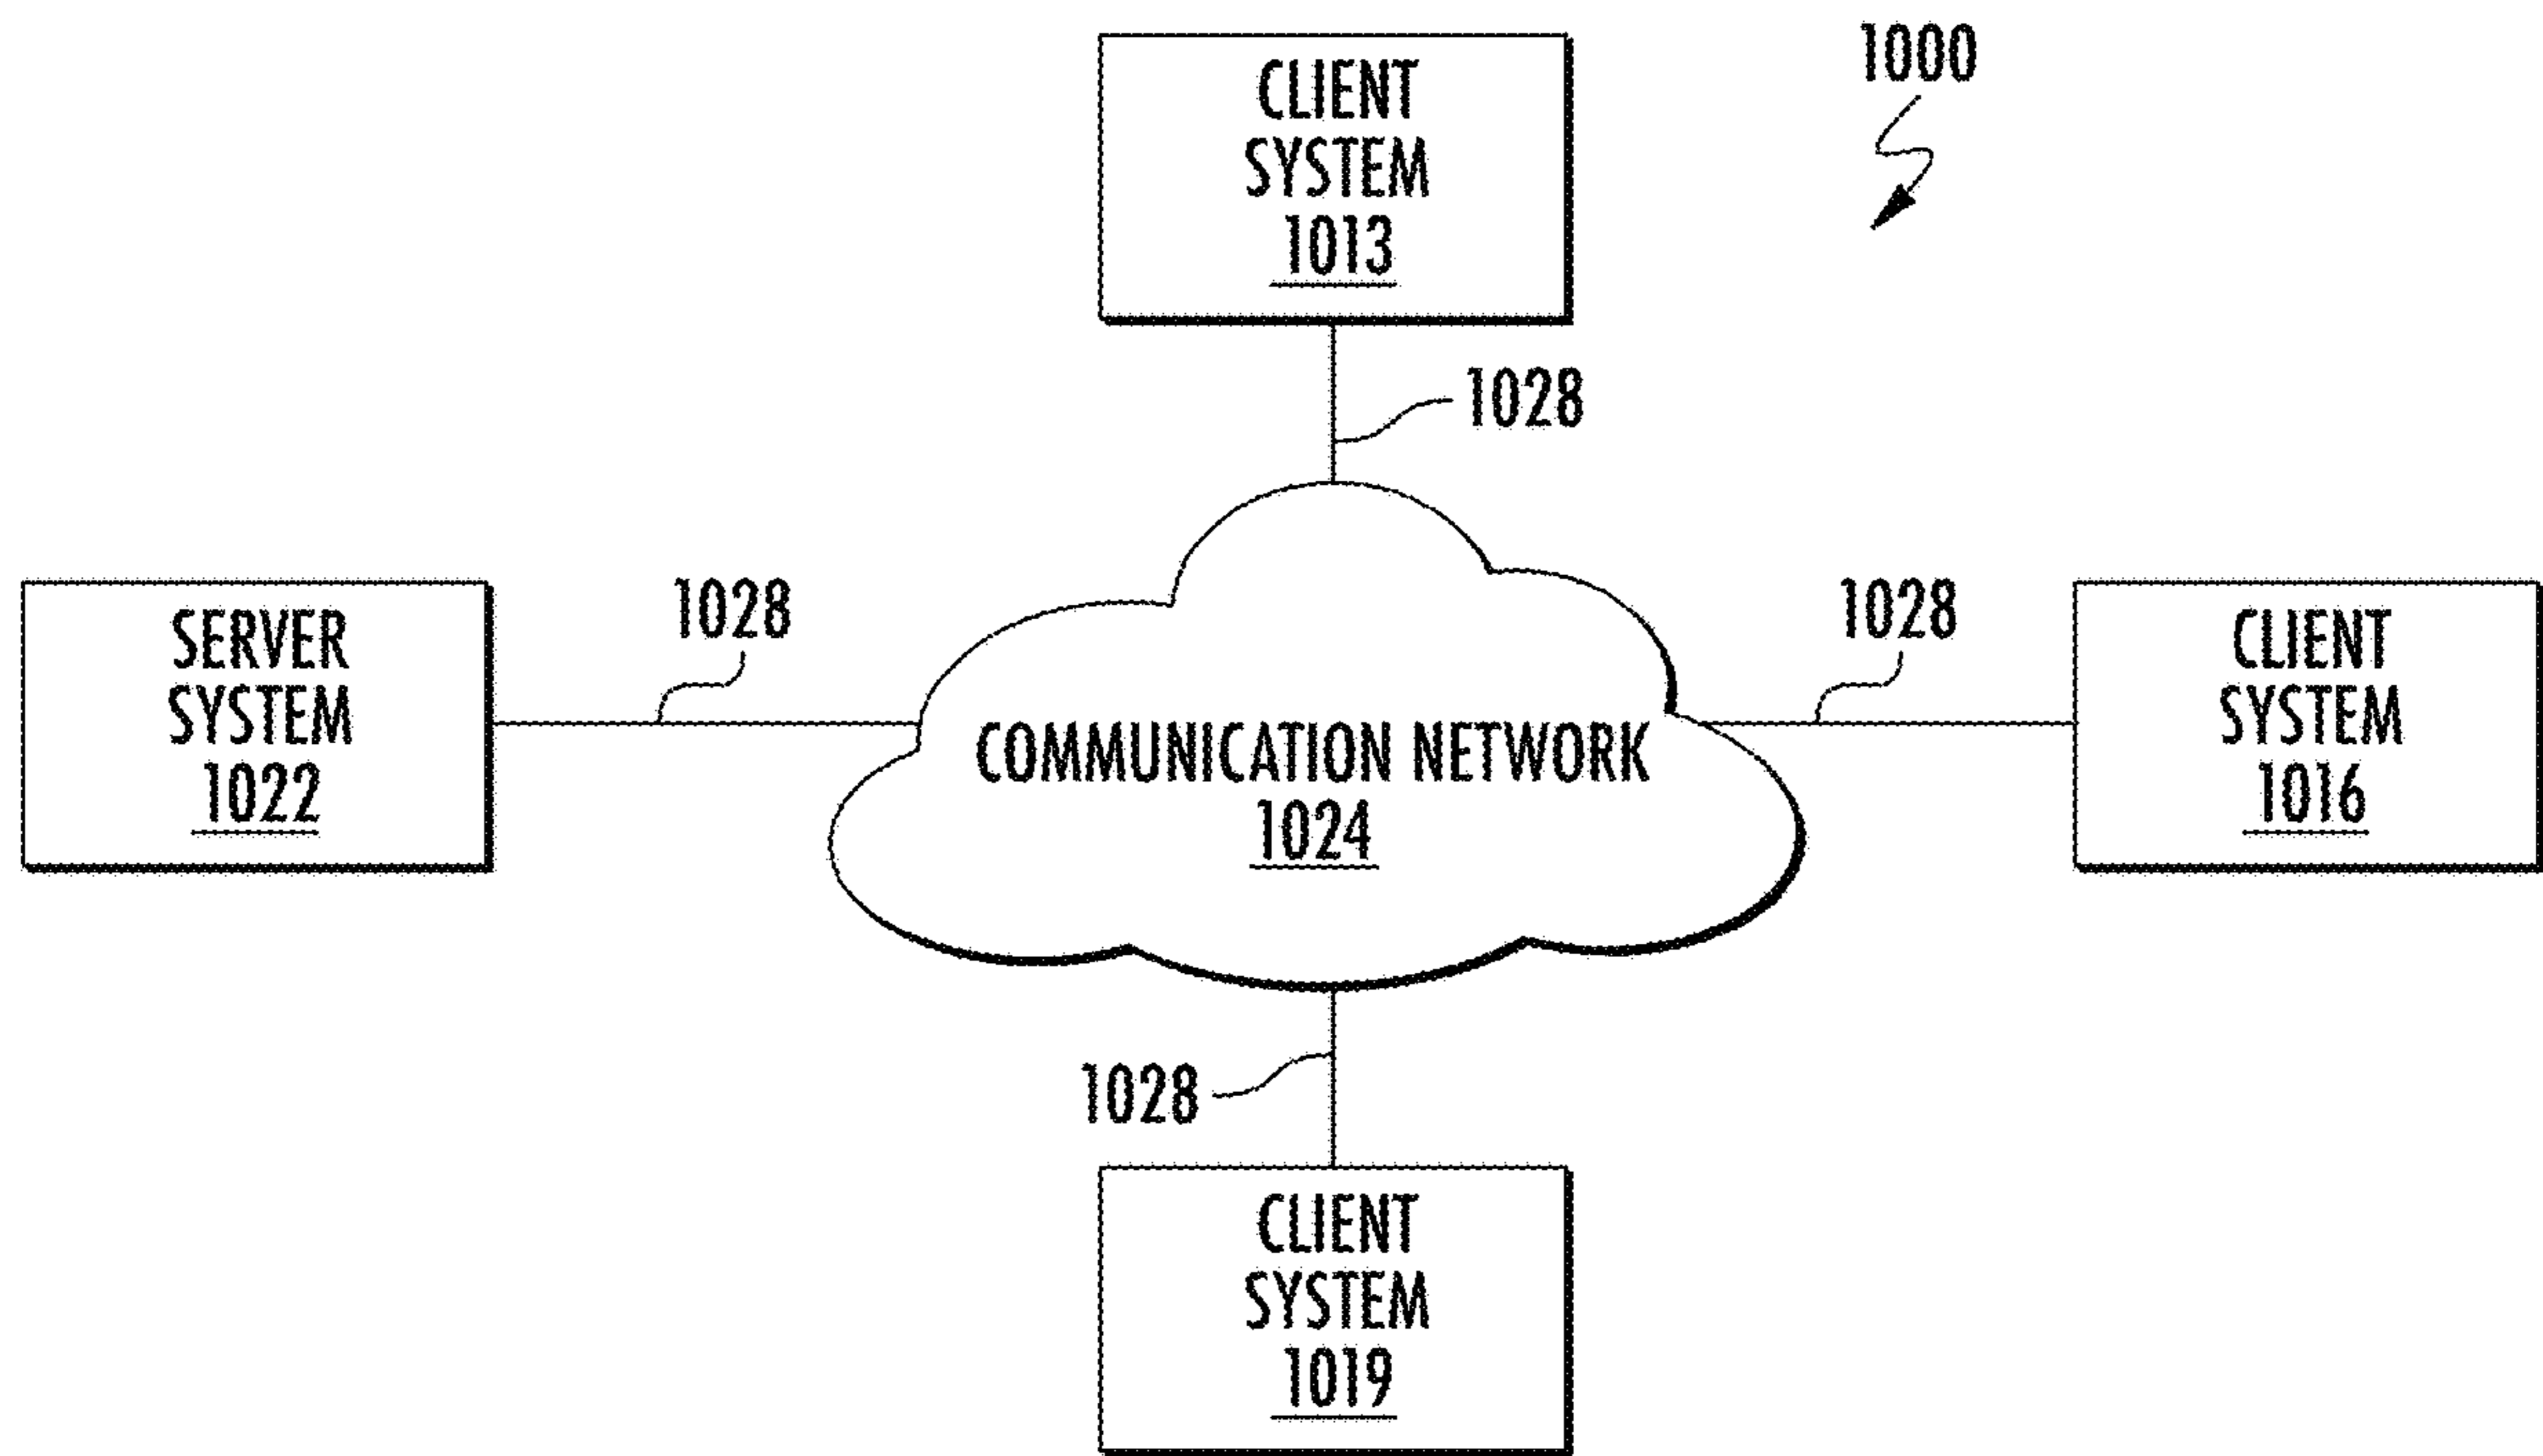 1000
CLIENT
SYSTEM
1013
1028
SERVER
SYSTEM
1022
1028
COMMUNICATION NETWORK
1024
1028
CLIENT
SYSTEM
1016
1028
CLIENT
SYSTEM
1019